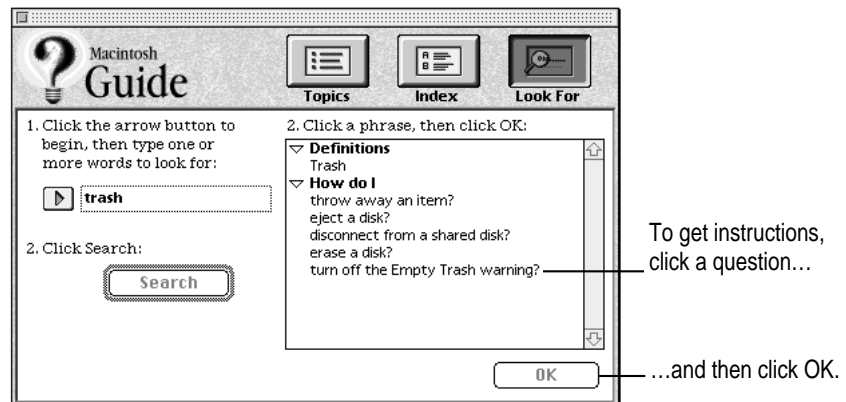 Macintosh
Guide
Topics
Index
Look For
1. Click the arrow button to
begin, then type one or
more words to look for:
trash
2. Click Search:
Search
2. Click a phrase, then click OK:
Definitions
Trash
How do I
throw away an item?
eject a disk?
disconnect from a shared disk?
erase a disk?
turn off the Empty Trash warning?
OK
To get instructions,
click a question…
…and then click OK.